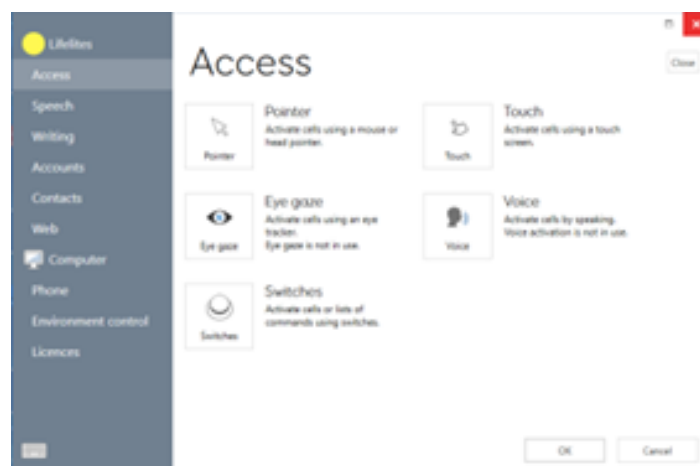 Lifelites
Access
Speech
Writing
Accounts
Contacts
Web
Computer
Phone
Environment control
Licences
Access
Close
Pointer
Pointer
Activate cells using a mouse or
head pointer.
Touch
Touch
Activate cells using a touch
screen.
Eye gaze
Eye gaze
Activate cells using an eye
tracker.
Eye gaze is not in use.
Voice
Voice
Activate cells by speaking.
Voice activation is not in use.
Switches
Switches
Activate cells or lists of
commands using switches.
OK
Cancel